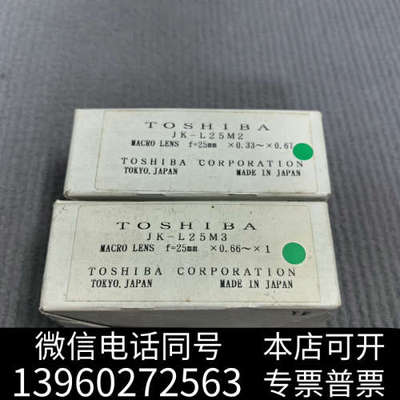 TOSHIBA
JK-L25M2
MACRO LENS f=25mm ×0.33～×0.67
TOSHIBA CORPORATION
TOKYO, JAPAN MADE IN JAPAN
TOSHIBA
JK-L25M3
MACRO LENS f=25mm ×0.66～×1
TOSHIBA CORPORATION
TOKYO, JAPAN MADE IN JAPAN
微信电话同号 本店可开
13960272563 专票普票